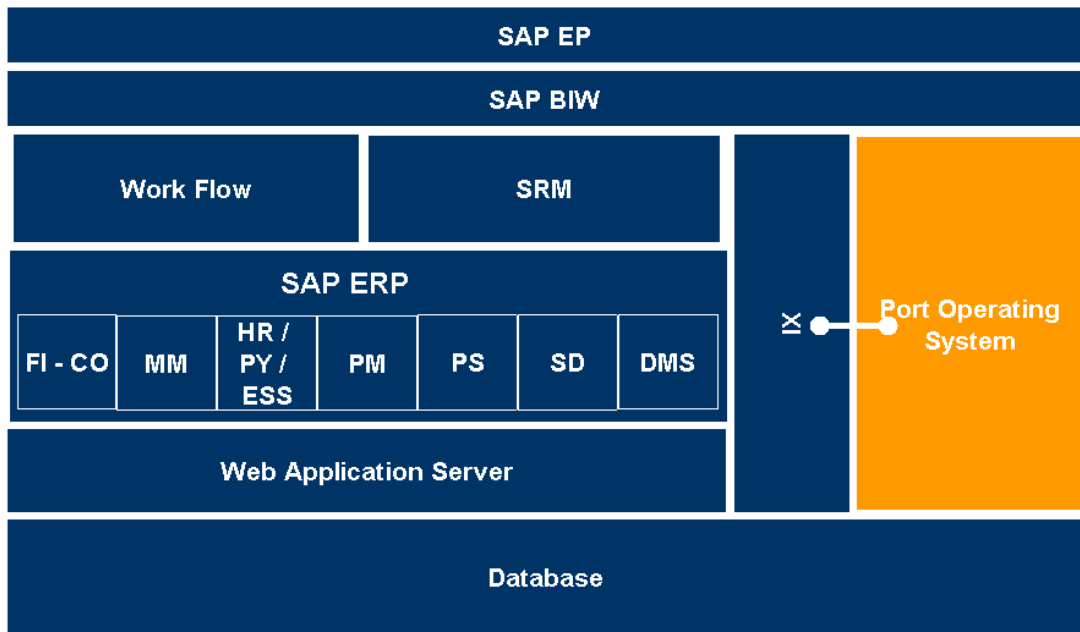 SAP EP
SAP BIW
Work Flow
SRM
SAP ERP
FI - CO
MM
HR /
PY /
ESS
PM
PS
SD
DMS
Web Application Server
XI
Port Operating
System
Database